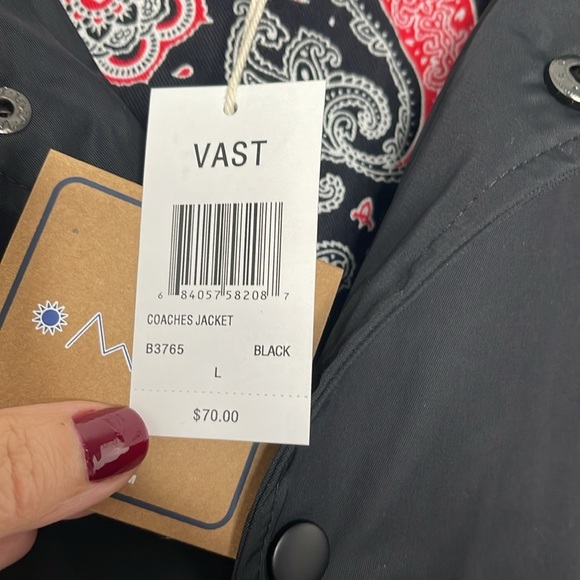 VAST
6 84057 58208 7
COACHES JACKET
B3765 BLACK
L
$70.00